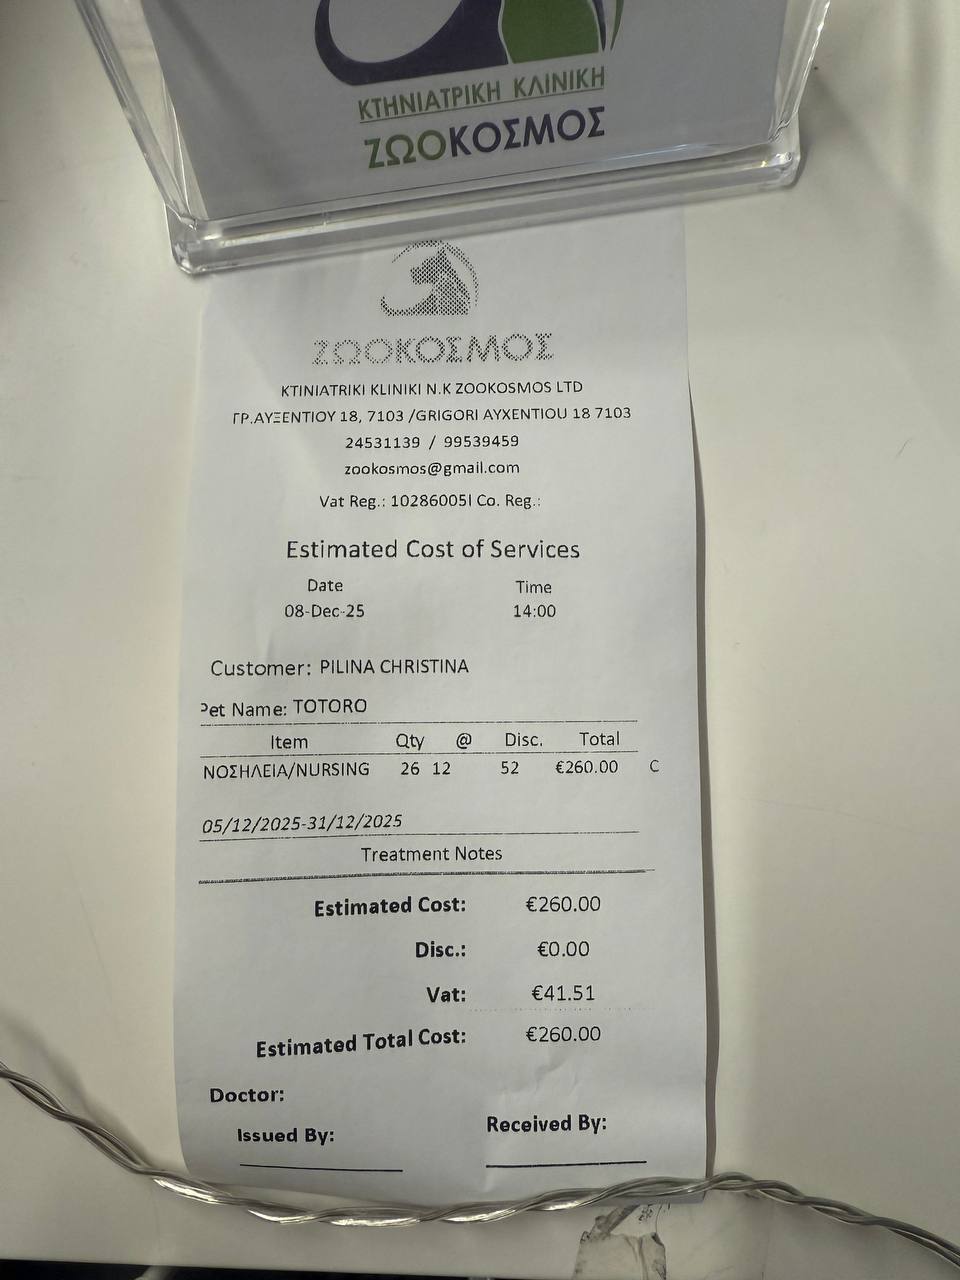 ΚΤΗΝΙΑΤΡΙΚΗ ΚΛΙΝΙΚΗ
ΖΩΟΚΟΣΜΟΣ
ΖΩΟΚΟΣΜΟΣ
KTINIATRIKI KLINIKI N.K ZOOKOSMOS LTD
ΓΡ.ΑΥΞΕΝΤΙΟΥ 18, 7103 /GRIGORI AYXENTIOU 18 7103
24531139 / 99539459
zookosmos@gmail.com
Vat Reg.: 10286005I Co. Reg.:
Estimated Cost of Services
Date Time
08-Dec-25 14:00
Customer: PILINA CHRISTINA
Pet Name: TOTORO
Item Qty @ Disc. Total
ΝΟΣΗΛΕΙΑ/NURSING 26 12 52 €260.00 C
05/12/2025-31/12/2025
Treatment Notes
Estimated Cost: €260.00
Disc.: €0.00
Vat: €41.51
Estimated Total Cost: €260.00
Doctor:
Issued By: Received By: